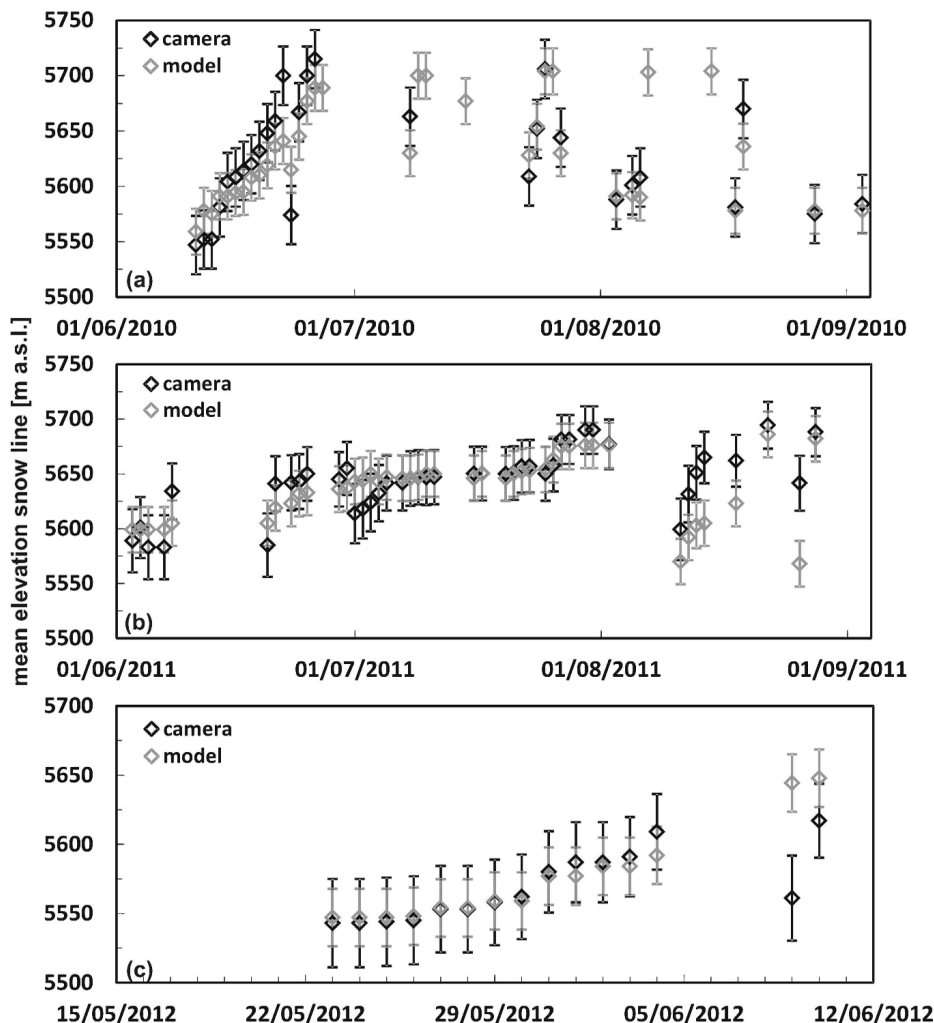 mean elevation snow line [m a.s.l.]
5750
5700
5650
5600
5550
5500
camera
model
(a)
01/06/2010 01/07/2010 01/08/2010 01/09/2010
5750
5700
5650
5600
5550
5500
camera
model
(b)
01/06/2011 01/07/2011 01/08/2011 01/09/2011
5700
5650
5600
5550
5500
camera
model
(c)
15/05/2012 22/05/2012 29/05/2012 05/06/2012 12/06/2012